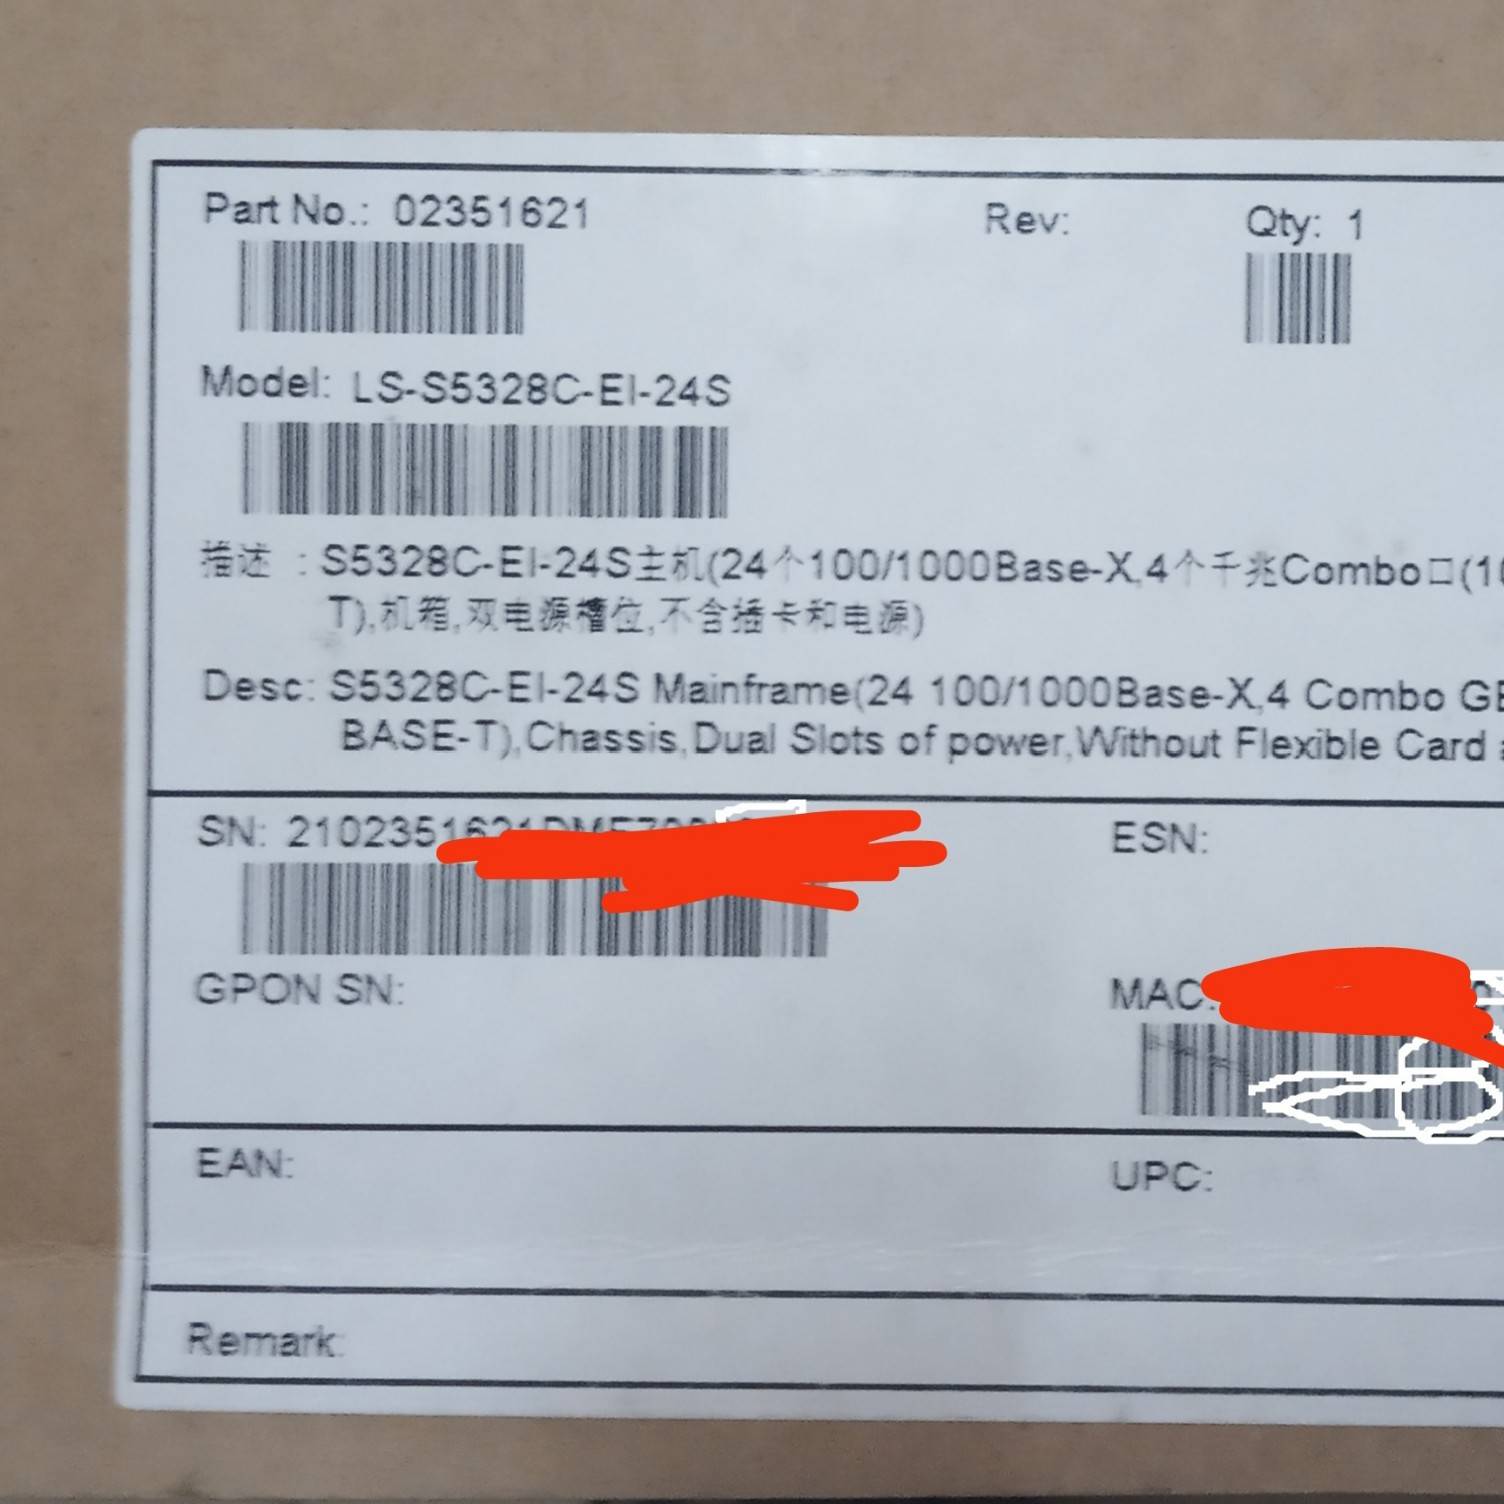 Part No.: 02351621 Rev: Qty: 1
Model: LS-S5328C-EI-24S
描述 : S5328C-EI-24S主机(24个100/1000Base-X,4个千兆Combo口(10
T),机箱,双电源槽位,不含插卡和电源)
Desc: S5328C-EI-24S Mainframe(24 100/1000Base-X,4 Combo GE
BASE-T),Chassis,Dual Slots of power,Without Flexible Card
SN: 2102351621 ESN:
GPON SN: MAC:
EAN: UPC:
Remark: